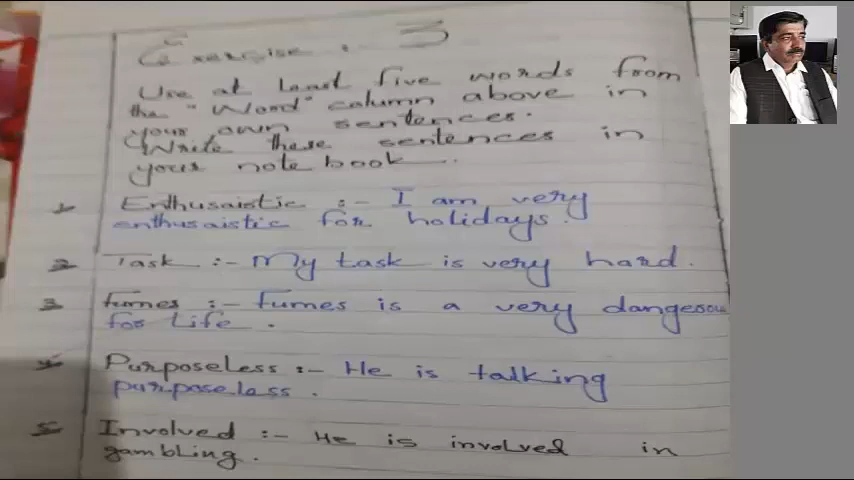 Exercise :- 3
Use at least five words from
the "Word" column above in
your own sentences.
Write these sentences in
your note book.
1 Enthusaistic :- I am very
enthusaistic for holidays.
2 Task :- My task is very hard.
3 fumes :- fumes is a very dangerou
for Life.
4 Purposeless :- He is talking
purposeless.
5 Involved :- He is involved in
gambling.